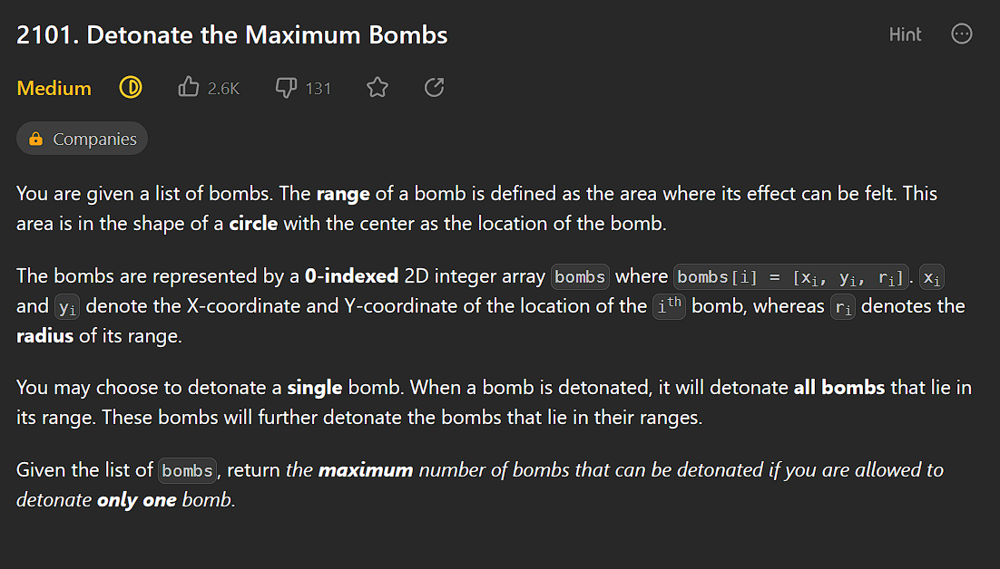 2101. Detonate the Maximum Bombs
Hint
Medium
2.6K
131
Companies
You are given a list of bombs. The range of a bomb is defined as the area where its effect can be felt. This
area is in the shape of a circle with the center as the location of the bomb.
The bombs are represented by a 0-indexed 2D integer array bombs where bombs[i] = [xi, yi, ri]. xi
and yi denote the X-coordinate and Y-coordinate of the location of the ith bomb, whereas ri denotes the
radius of its range.
You may choose to detonate a single bomb. When a bomb is detonated, it will detonate all bombs that lie in
its range. These bombs will further detonate the bombs that lie in their ranges.
Given the list of bombs, return the maximum number of bombs that can be detonated if you are allowed to
detonate only one bomb.